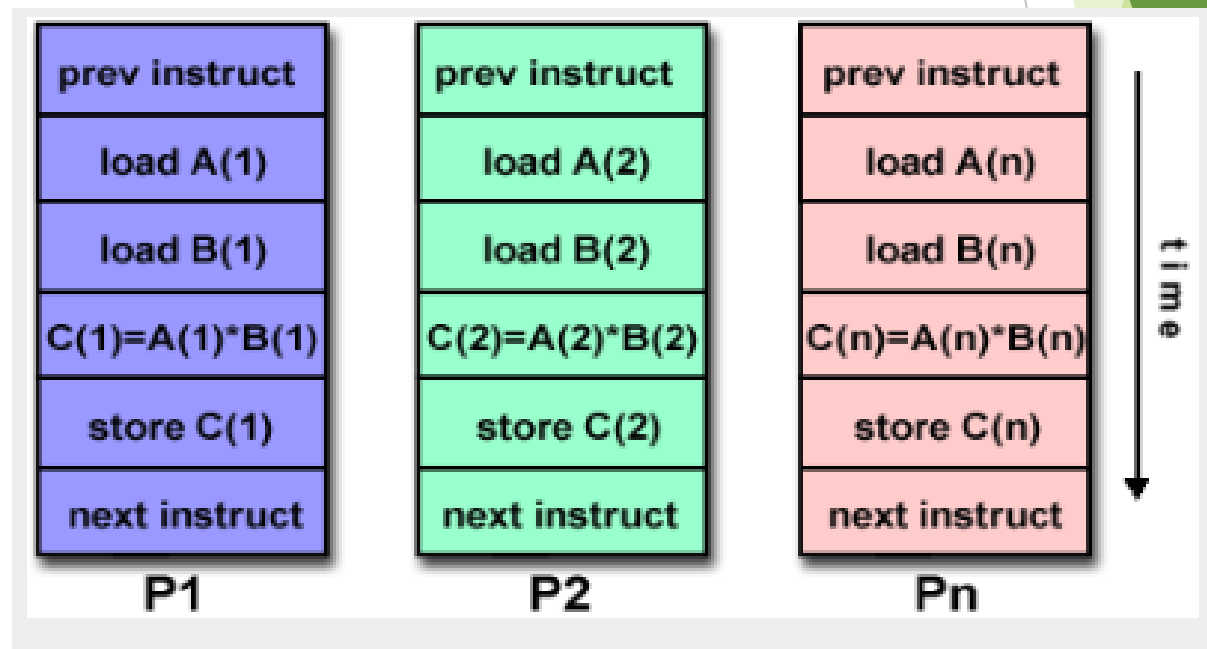 prev instruct
load A(1)
load B(1)
C(1)=A(1)*B(1)
store C(1)
next instruct
P1
prev instruct
load A(2)
load B(2)
C(2)=A(2)*B(2)
store C(2)
next instruct
P2
prev instruct
load A(n)
load B(n)
C(n)=A(n)*B(n)
store C(n)
next instruct
Pn
time